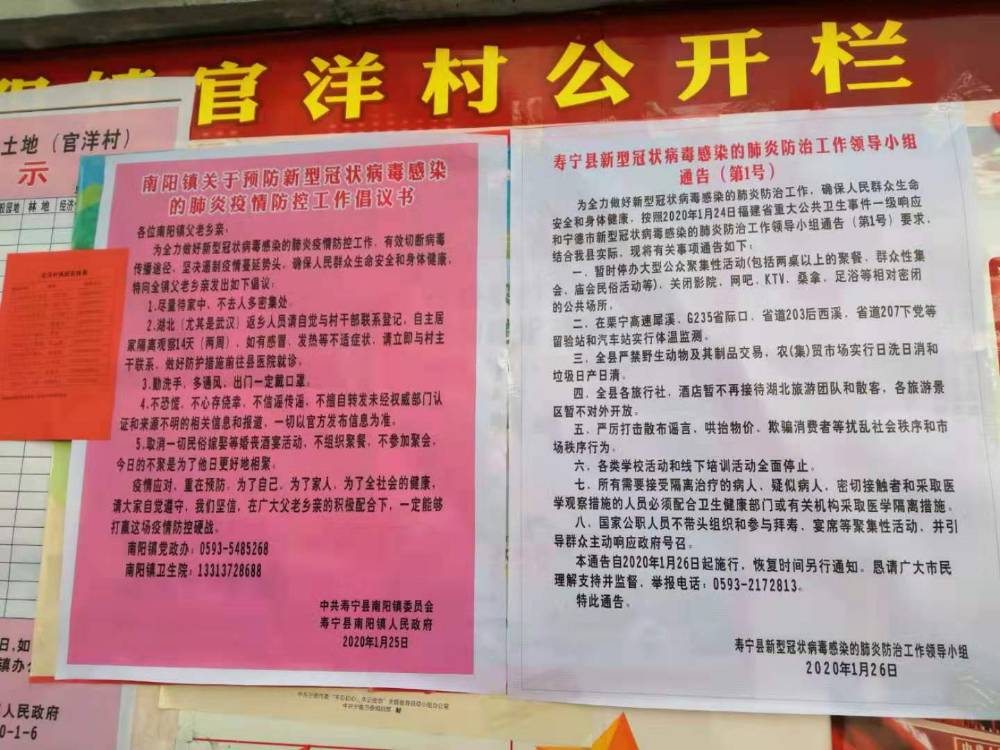 官洋村公开栏
土地（官洋村）
示
林地
南阳镇关于预防新型冠状病毒感染
的肺炎疫情防控工作倡议书
各位南阳镇父老乡亲：
为全力做好新型冠状病毒感染的肺炎疫情防控工作，有效切断病毒
传播途径，坚决遏制疫情蔓延势头，确保人民群众生命安全和身体健康，
特向全镇父老乡亲发出如下倡议：
1.尽量待家中，不去人多密集处。
2.湖北（尤其是武汉）返乡人员请自觉与村干部联系登记，自主居
家隔离观察14天（两周），如有感冒、发热等不适症状，请立即与村主
干联系，做好防护措施前往县医院就诊。
3.勤洗手，多通风，出门一定戴口罩。
4.不恐慌，不心存侥幸，不信谣传谣，不擅自转发未经权威部门认
证和来源不明的相关信息和报道，一切以官方发布信息为准。
5.取消一切民俗嫁娶等婚丧酒宴活动，不组织聚餐，不参加聚会，
今日的不聚是为了他日更好地相聚。
疫情应对，重在预防。为了自己，为了家人，为了全社会的健康，
请大家自觉遵守，我们坚信，在广大父老乡亲的积极配合下，一定能够
打赢这场疫情防控硬战。
南阳镇党政办：0593-5485268
南阳镇卫生院：13313728688
中共寿宁县南阳镇委员会
寿宁县南阳镇人民政府
2020年1月25日
寿宁县新型冠状病毒感染的肺炎防治工作领导小组
通告（第1号）
为全力做好新型冠状病毒感染的肺炎防治工作，确保人民群众生命
安全和身体健康，按照2020年1月24日福建省重大公共卫生事件一级响应
和宁德市新型冠状病毒感染的肺炎防治工作领导小组通告（第1号）要求，
结合我县实际，现将有关事项通告如下：
一、暂时停办大型公众聚集性活动(包括两桌以上的聚餐、群众性集
会、庙会民俗活动等)，关闭影院、网吧、KTV、桑拿、足浴等相对密闭
的公共场所。
二、在栗宁高速犀溪、G235省际口、省道203后西溪、省道207下党等
留验站和汽车站实行体温监测。
三、全县严禁野生动物及其制品交易，农(集)贸市场实行日洗日消和
垃圾日产日清。
四、全县各旅行社，酒店暂不再接待湖北旅游团队和散客，各旅游景
区暂不对外开放。
五、严厉打击散布谣言、哄抬物价、欺骗消费者等扰乱社会秩序和市
场秩序行为。
六、各类学校活动和线下培训活动全面停止。
七、所有需要接受隔离治疗的病人、疑似病人、密切接触者和采取医
学观察措施的人员必须配合卫生健康部门或有关机构采取医学隔离措施。
八、国家公职人员不带头组织和参与拜寿、宴席等聚集性活动，并引
导群众主动响应政府号召。
本通告自2020年1月26日起施行，恢复时间另行通知。恳请广大市民
理解支持并监督，举报电话：0593-2172813。
特此通告。
寿宁县新型冠状病毒感染的肺炎防治工作领导小组
2020年1月26日
人民政府
0-1-6